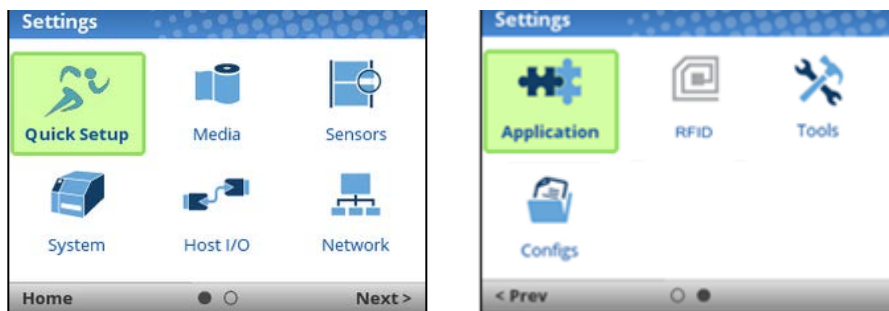 Settings
Quick Setup
Media
Sensors
System
Host I/O
Network
Home
Next >
Settings
Application
RFID
Tools
Configs
< Prev